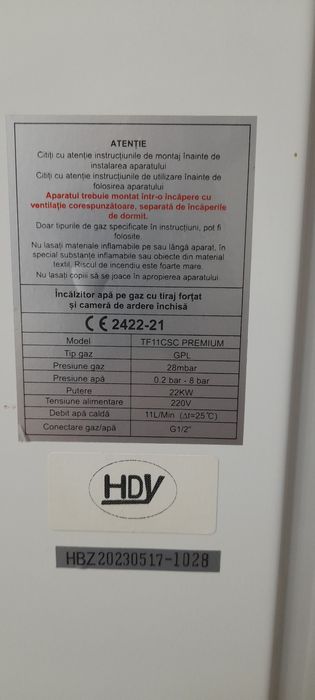 ATENȚIE
Citiți cu atenție instrucțiunile de montaj înainte de
instalarea aparatului
Citiți cu atenție instrucțiunile de utilizare înainte de
folosirea aparatului
Aparatul trebuie montat într-o încăpere cu
ventilație corespunzătoare, separată de încăperile
de dormit.
Doar tipurile de gaz specificate în instrucțiuni, pot fi
folosite.
Nu lasați materiale inflamabile pe sau lângă aparat, în
special substanțe inflamabile sau obiecte din material
textil. Riscul de incendiu este foarte mare.
Nu lasați copiii să se joace în apropierea aparatului
Încălzitor apă pe gaz cu tiraj forțat
și cameră de ardere închisă
CE 2422-21
Model TF11CSC PREMIUM
Tip gaz GPL
Presiune gaz 28mbar
Presiune apă 0.2 bar - 8 bar
Putere 22KW
Tensiune alimentare 220V
Debit apă caldă 11L/Min (Δt=25℃)
Conectare gaz/apă G1/2"
HDV
HBZ20230517-1028